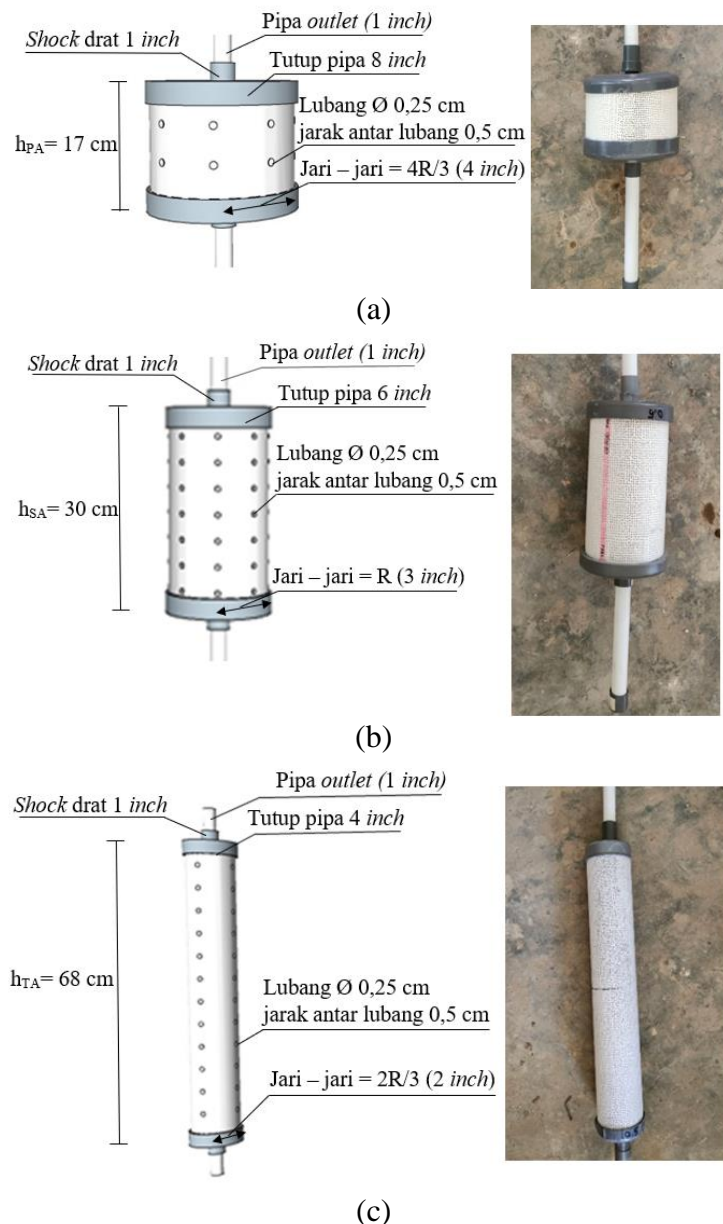 Pipa outlet (1 inch)
Shock drat 1 inch
Tutup pipa 8 inch
Lubang Ø 0,25 cm
jarak antar lubang 0,5 cm
hPA= 17 cm
Jari – jari = 4R/3 (4 inch)
(a)
Pipa outlet (1 inch)
Shock drat 1 inch
Tutup pipa 6 inch
Lubang Ø 0,25 cm
jarak antar lubang 0,5 cm
hSA= 30 cm
Jari – jari = R (3 inch)
(b)
Pipa outlet (1 inch)
Shock drat 1 inch
Tutup pipa 4 inch
hTA= 68 cm
Lubang Ø 0,25 cm
jarak antar lubang 0,5 cm
Jari – jari = 2R/3 (2 inch)
(c)